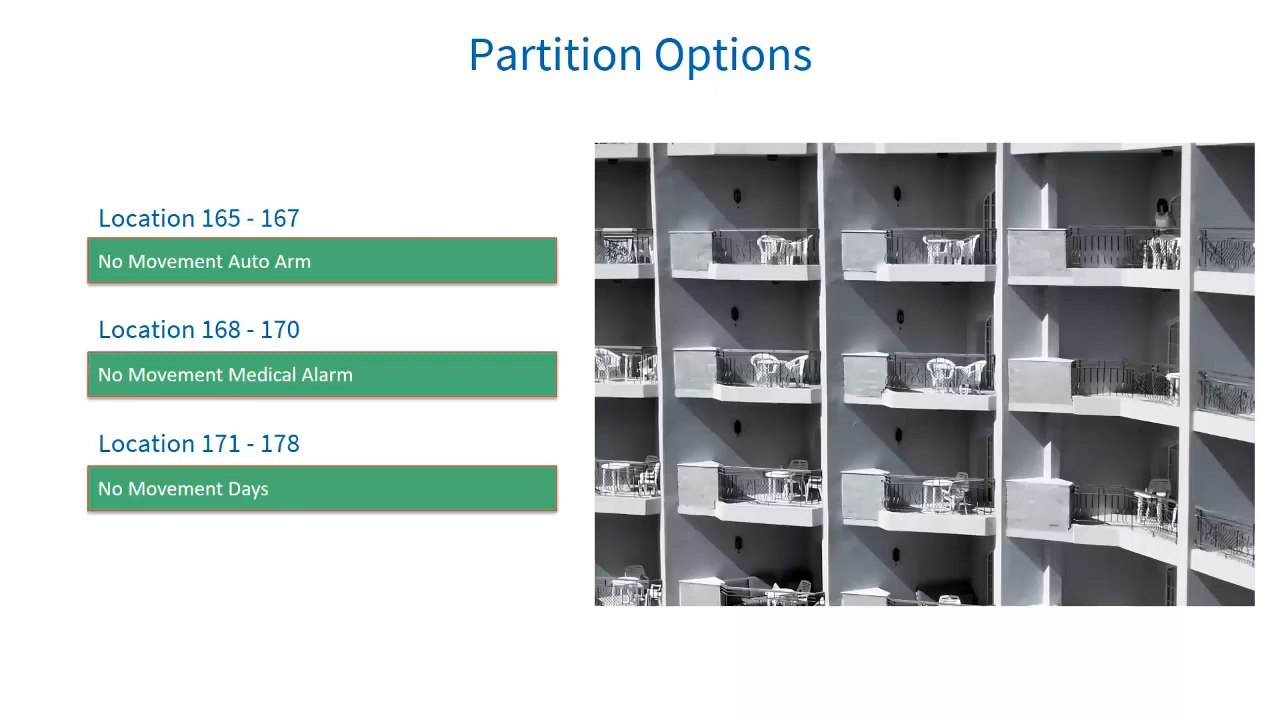 Partition Options
Location 165 - 167
No Movement Auto Arm
Location 168 - 170
No Movement Medical Alarm
Location 171 - 178
No Movement Days